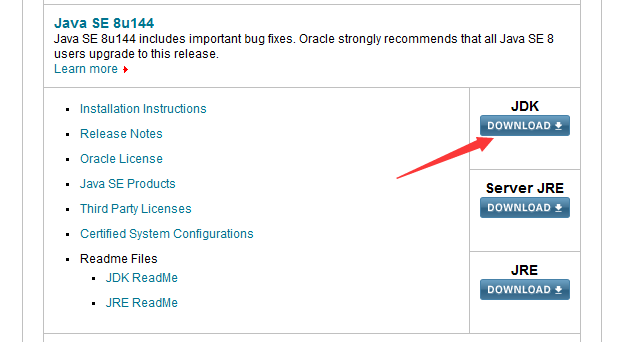 Java SE 8u144
Java SE 8u144 includes important bug fixes. Oracle strongly recommends that all Java SE 8
users upgrade to this release.
Learn more
Installation Instructions
Release Notes
Oracle License
Java SE Products
Third Party Licenses
Certified System Configurations
Readme Files
JDK ReadMe
JRE ReadMe
JDK
DOWNLOAD
Server JRE
DOWNLOAD
JRE
DOWNLOAD